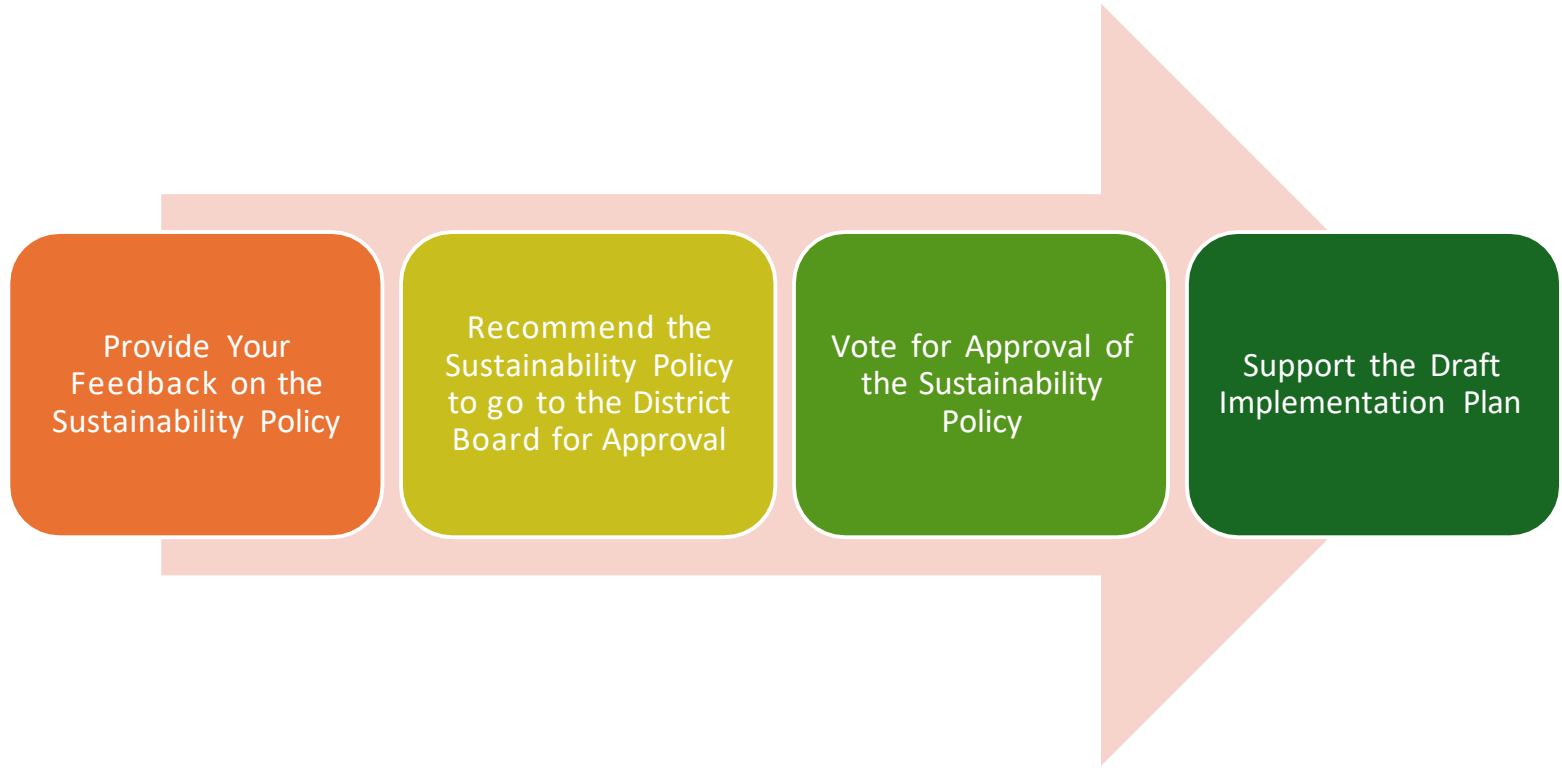 Provide Your
Feedback on the
Sustainability Policy
Recommend the
Sustainability Policy
to go to the District
Board for Approval
Vote for Approval of
the Sustainability
Policy
Support the Draft
Implementation Plan